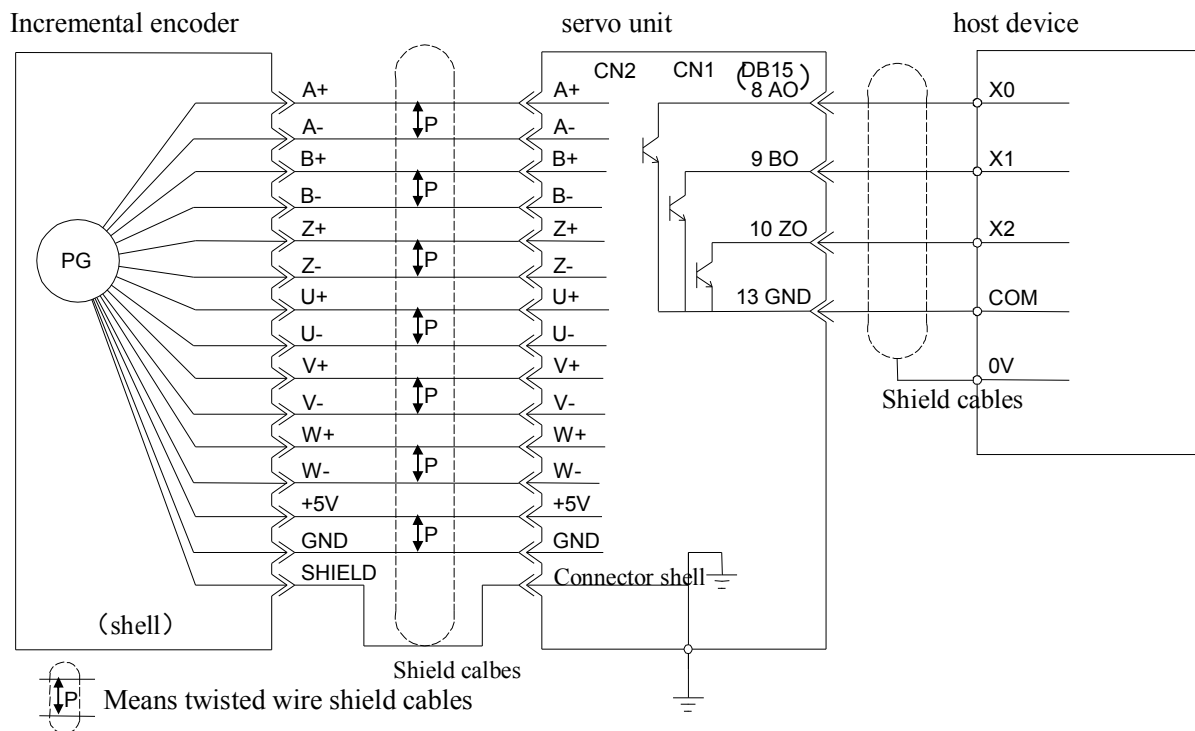 Incremental encoder
servo unit
host device
CN2
CN1
(DB15)
A+
A+
8 AO
X0
P
A-
A-
B+
B+
9 BO
X1
P
B-
B-
Z+
Z+
10 ZO
X2
PG
P
Z-
Z-
U+
U+
13 GND
COM
P
U-
U-
V+
V+
0V
P
Shield cables
V-
V-
W+
W+
P
W-
W-
+5V
+5V
P
GND
GND
SHIELD
Connector shell
(shell)
Shield calbes
P
Means twisted wire shield cables